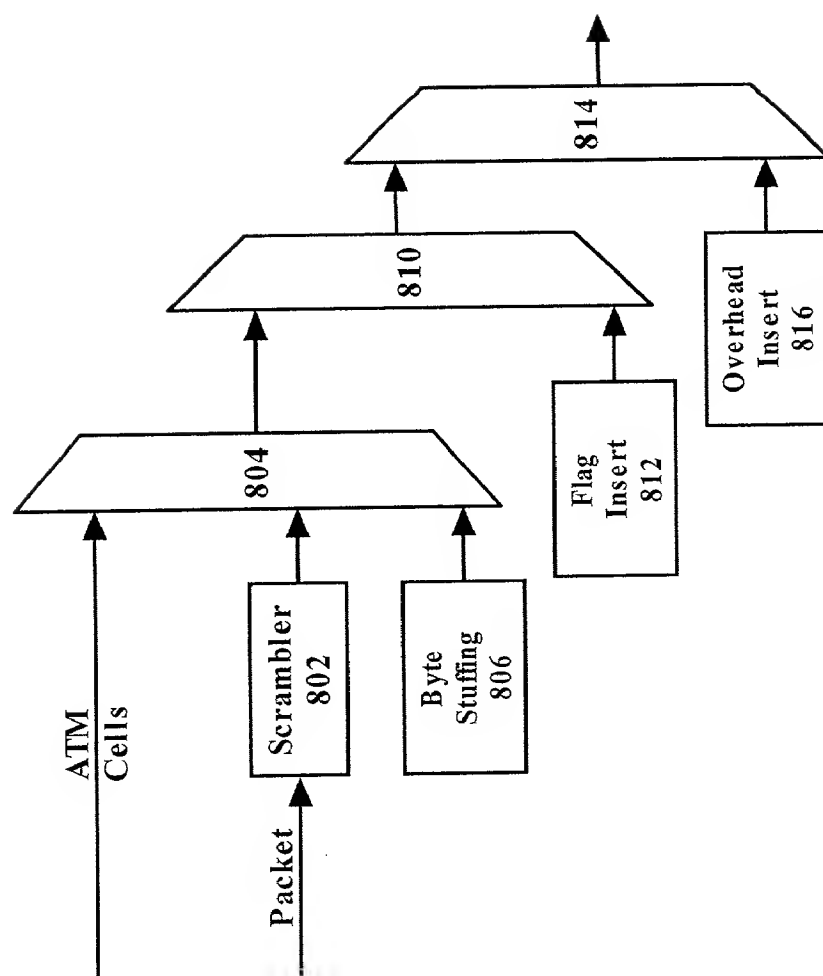 ATM
Cells
Packet
Scrambler
802
Byte
Stuffing
806
804
Flag
Insert
812
810
Overhead
Insert
816
814